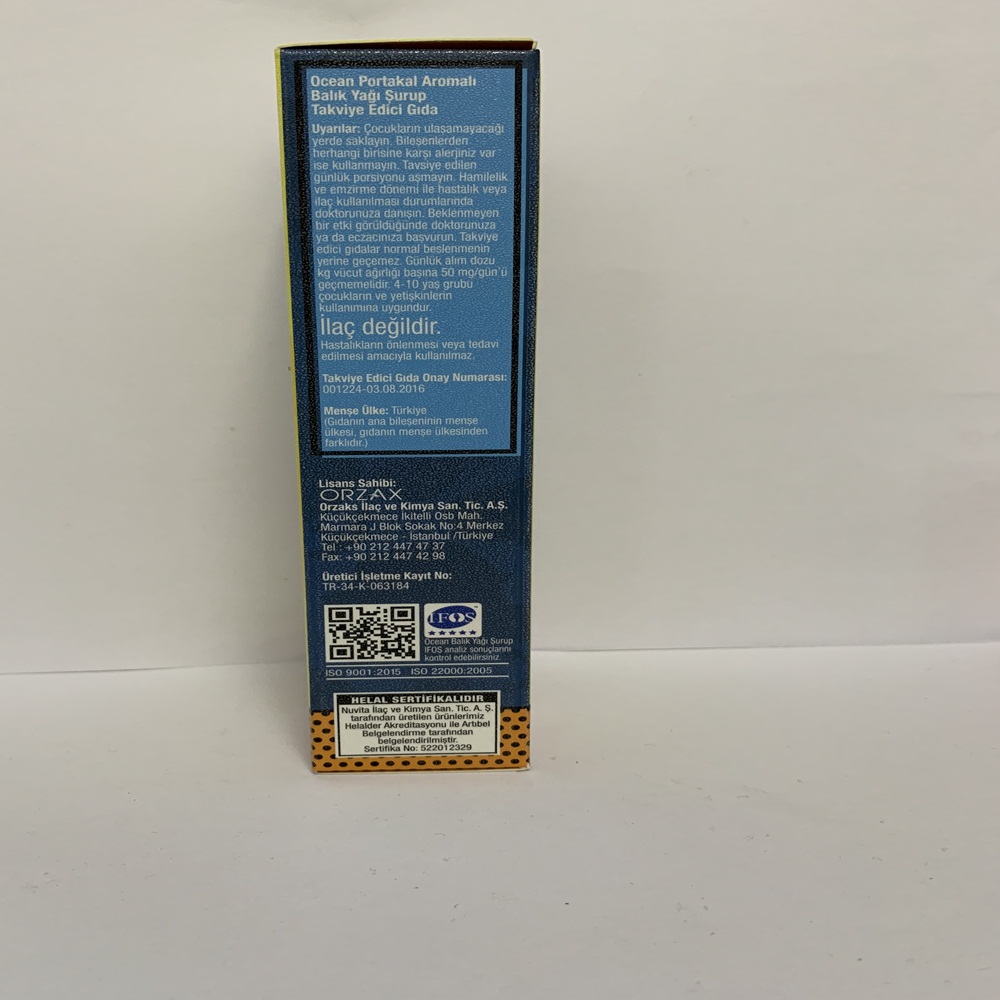 Ocean Portakal Aromalı
Balık Yağı Şurup
Takviye Edici Gıda
Uyarılar: Çocukların ulaşamayacağı
yerde saklayın. Bileşenlerden
herhangi birisine karşı alerjiniz var
ise kullanmayın. Tavsiye edilen
günlük porsiyonu aşmayın. Hamilelik
ve emzirme dönemi ile hastalık veya
ilaç kullanılması durumlarında
doktorunuza danışın. Beklenmeyen
bir etki görüldüğünde doktorunuza
ya da eczacınıza başvurun. Takviye
edici gıdalar normal beslenmenin
yerine geçemez. Günlük alım dozu
kg vücut ağırlığı başına 50 mg/gün'ü
geçmemelidir. 4-10 yaş grubu
çocukların ve yetişkinlerin
kullanımına uygundur.
İlaç değildir.
Hastalıkların önlenmesi veya tedavi
edilmesi amacıyla kullanılmaz.
Takviye Edici Gıda Onay Numarası:
001224-03.08.2016
Menşe Ülke: Türkiye
(Gıdanın ana bileşeninin menşe
ülkesi, gıdanın menşe ülkesinden
farklıdır.)
Lisans Sahibi:
ORZAX
Orzaks İlaç ve Kimya San. Tic. A.Ş.
Küçükçekmece İkitelli Osb Mah.
Marmara J Blok Sokak No:4 Merkez
Küçükçekmece - İstanbul /Türkiye
Tel : +90 212 447 47 37
Fax: +90 212 447 42 98
Üretici İşletme Kayıt No:
TR-34-K-063184
IFOS
Ocean Balık Yağı Şurup
IFOS analiz sonuçlarını
kontrol edebilirsiniz.
ISO 9001:2015 ISO 22000:2005
HELAL SERTİFİKALIDIR
Nuvita İlaç ve Kimya San. Tic. A. Ş.
tarafından üretilen ürünlerimiz
Helalder Akreditasyonu ile Artıbel
Belgelendirme tarafından
belgelendirilmiştir.
Sertifika No: 522012329